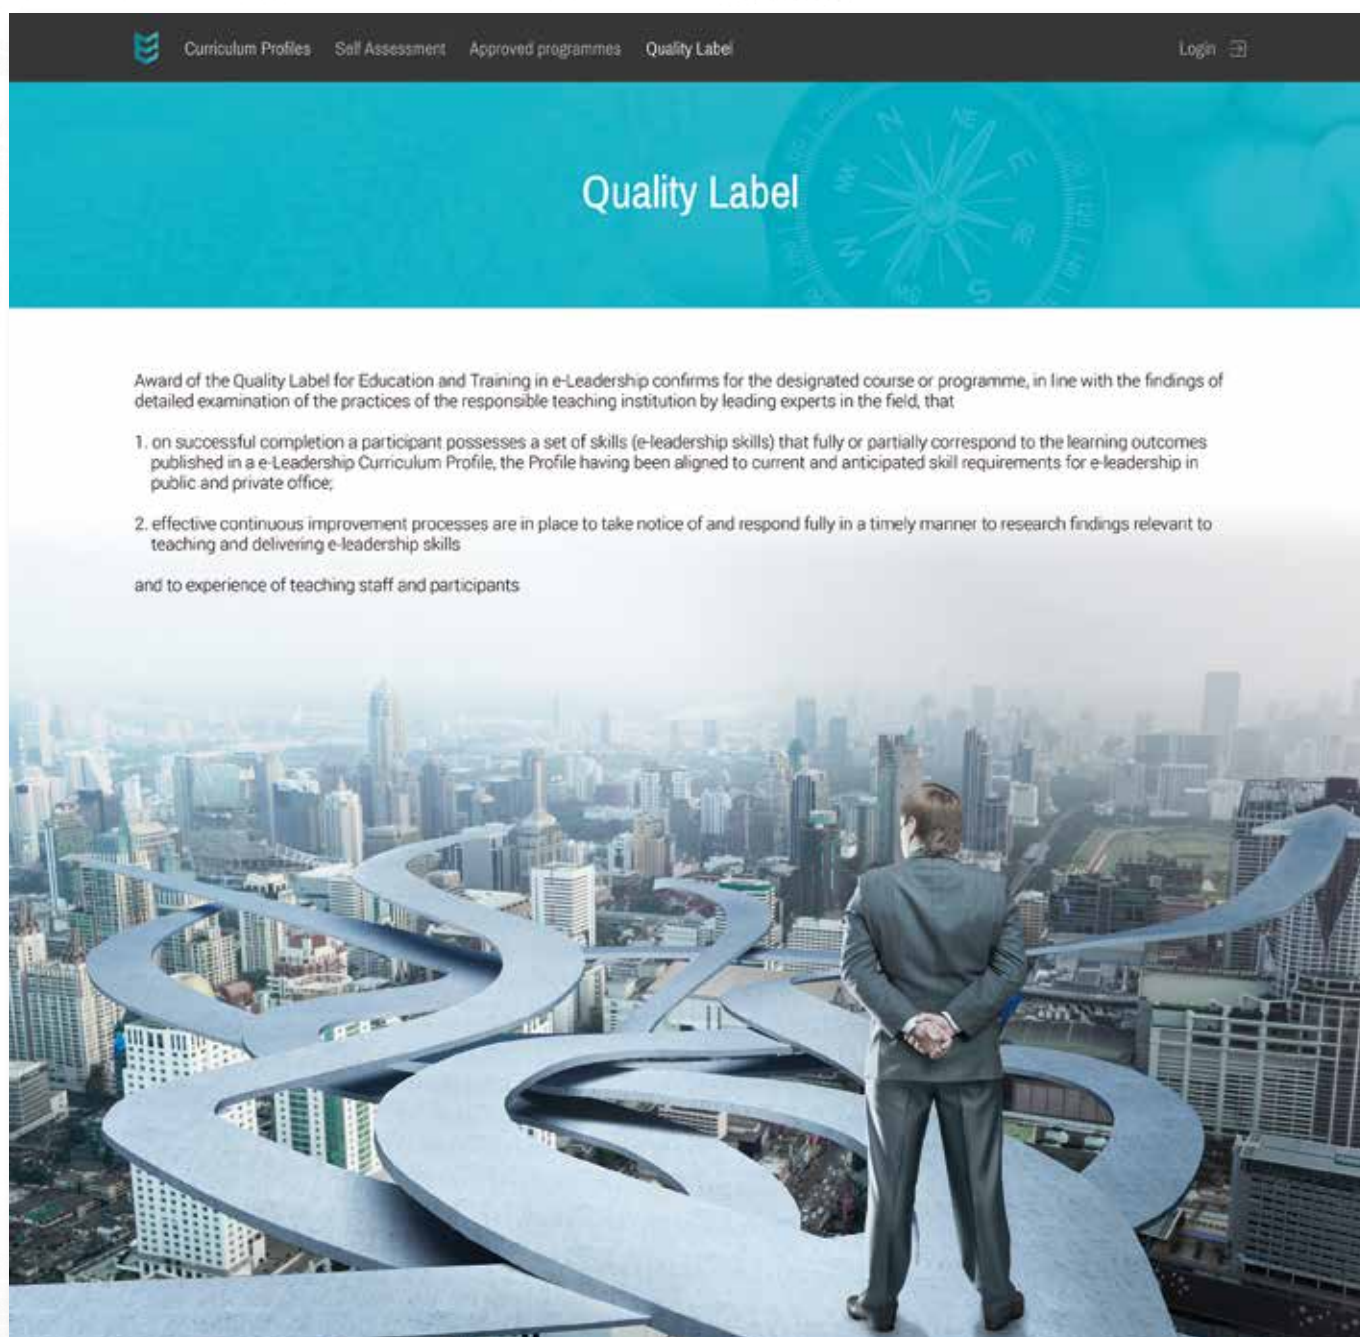 Curriculum Profiles Self Assessment Approved programmes Quality Label Login
Quality Label
N NE E SE S SW W NW
Award of the Quality Label for Education and Training in e-Leadership confirms for the designated course or programme, in line with the findings of
detailed examination of the practices of the responsible teaching institution by leading experts in the field, that
1. on successful completion a participant possesses a set of skills (e-leadership skills) that fully or partially correspond to the learning outcomes
published in a e-Leadership Curriculum Profile, the Profile having been aligned to current and anticipated skill requirements for e-leadership in
public and private office;
2. effective continuous improvement processes are in place to take notice of and respond fully in a timely manner to research findings relevant to
teaching and delivering e-leadership skills
and to experience of teaching staff and participants